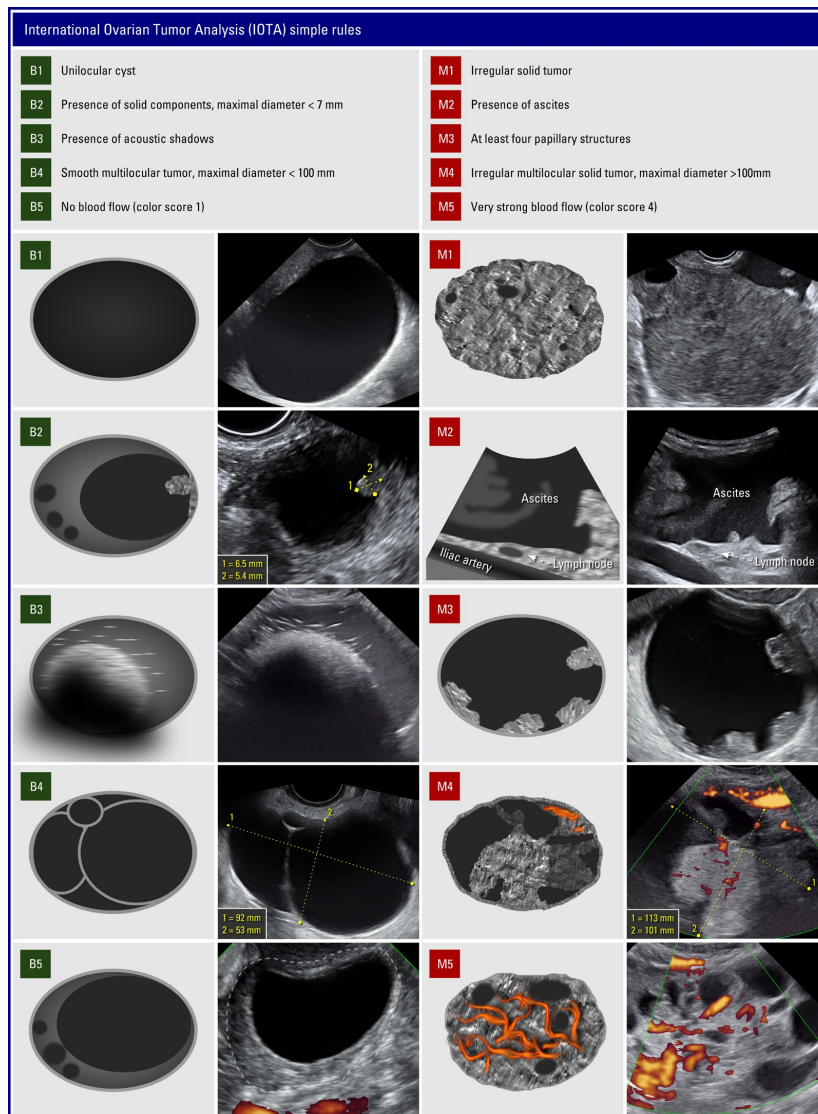 International Ovarian Tumor Analysis (IOTA) simple rules
B1 Unilocular cyst
B2 Presence of solid components, maximal diameter < 7 mm
B3 Presence of acoustic shadows
B4 Smooth multilocular tumor, maximal diameter < 100 mm
B5 No blood flow (color score 1)
M1 Irregular solid tumor
M2 Presence of ascites
M3 At least four papillary structures
M4 Irregular multilocular solid tumor, maximal diameter >100mm
M5 Very strong blood flow (color score 4)
B1
M1
B2
2
1
1 = 6.5 mm
2 = 5.4 mm
M2
Ascites
Iliac artery
Lymph node
Ascites
Lymph node
B3
M3
B4
1
2
1 = 92 mm
2 = 53 mm
M4
1
2
1 = 113 mm
2 = 101 mm
B5
M5